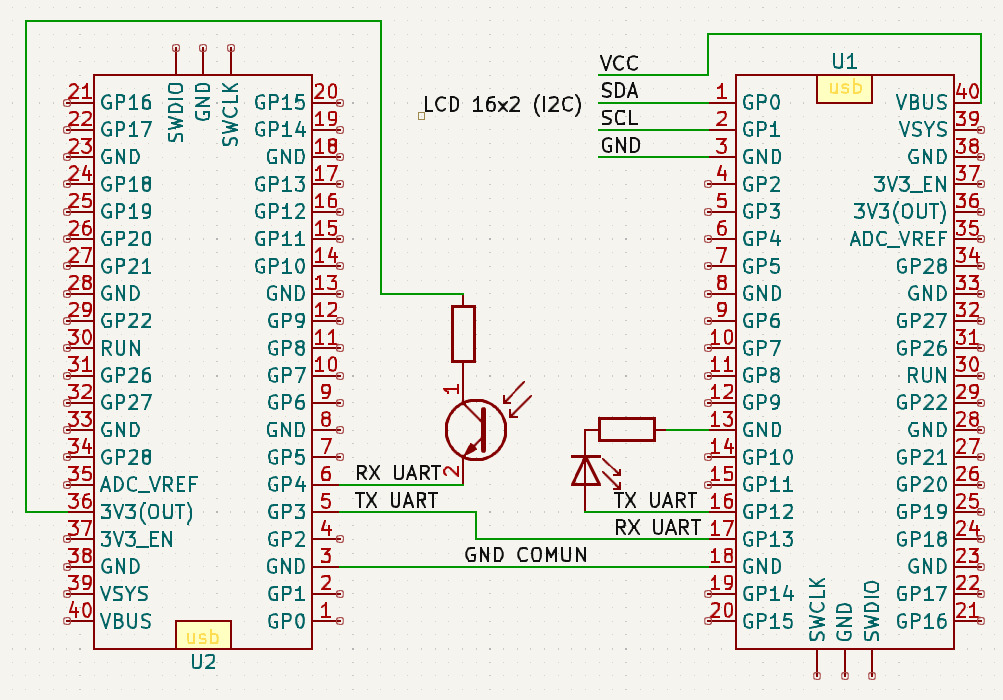 U1
VCC
SDA
SCL
GND
LCD 16x2 (I2C)
usb
SWDIO
GND
SWCLK
21 GP16 GP15 20
22 GP17 GP14 19
23 GND GND 18
24 GP18 GP13 17
25 GP19 GP12 16
26 GP20 GP11 15
27 GP21 GP10 14
28 GND GND 13
29 GP22 GP9 12
30 RUN GP8 11
31 GP26 GP7 10
32 GP27 GP6 9
33 GND GND 8
34 GP28 GP5 7
35 ADC_VREF GP4 6
36 3V3(OUT) GP3 5
37 3V3_EN GP2 4
38 GND GND 3
39 VSYS GP1 2
40 VBUS GP0 1
usb
U2
1
2
RX UART
TX UART
TX UART
RX UART
GND COMUN
1 GP0 VBUS 40
2 GP1 VSYS 39
3 GND GND 38
4 GP2 3V3_EN 37
5 GP3 3V3(OUT) 36
6 GP4 ADC_VREF 35
7 GP5 GP28 34
8 GND GND 33
9 GP6 GP27 32
10 GP7 GP26 31
11 GP8 RUN 30
12 GP9 GP22 29
13 GND GND 28
14 GP10 GP21 27
15 GP11 GP20 26
16 GP12 GP19 25
17 GP13 GP18 24
18 GND GND 23
19 GP14 GP17 22
20 GP15 GP16 21
SWCLK
GND
SWDIO